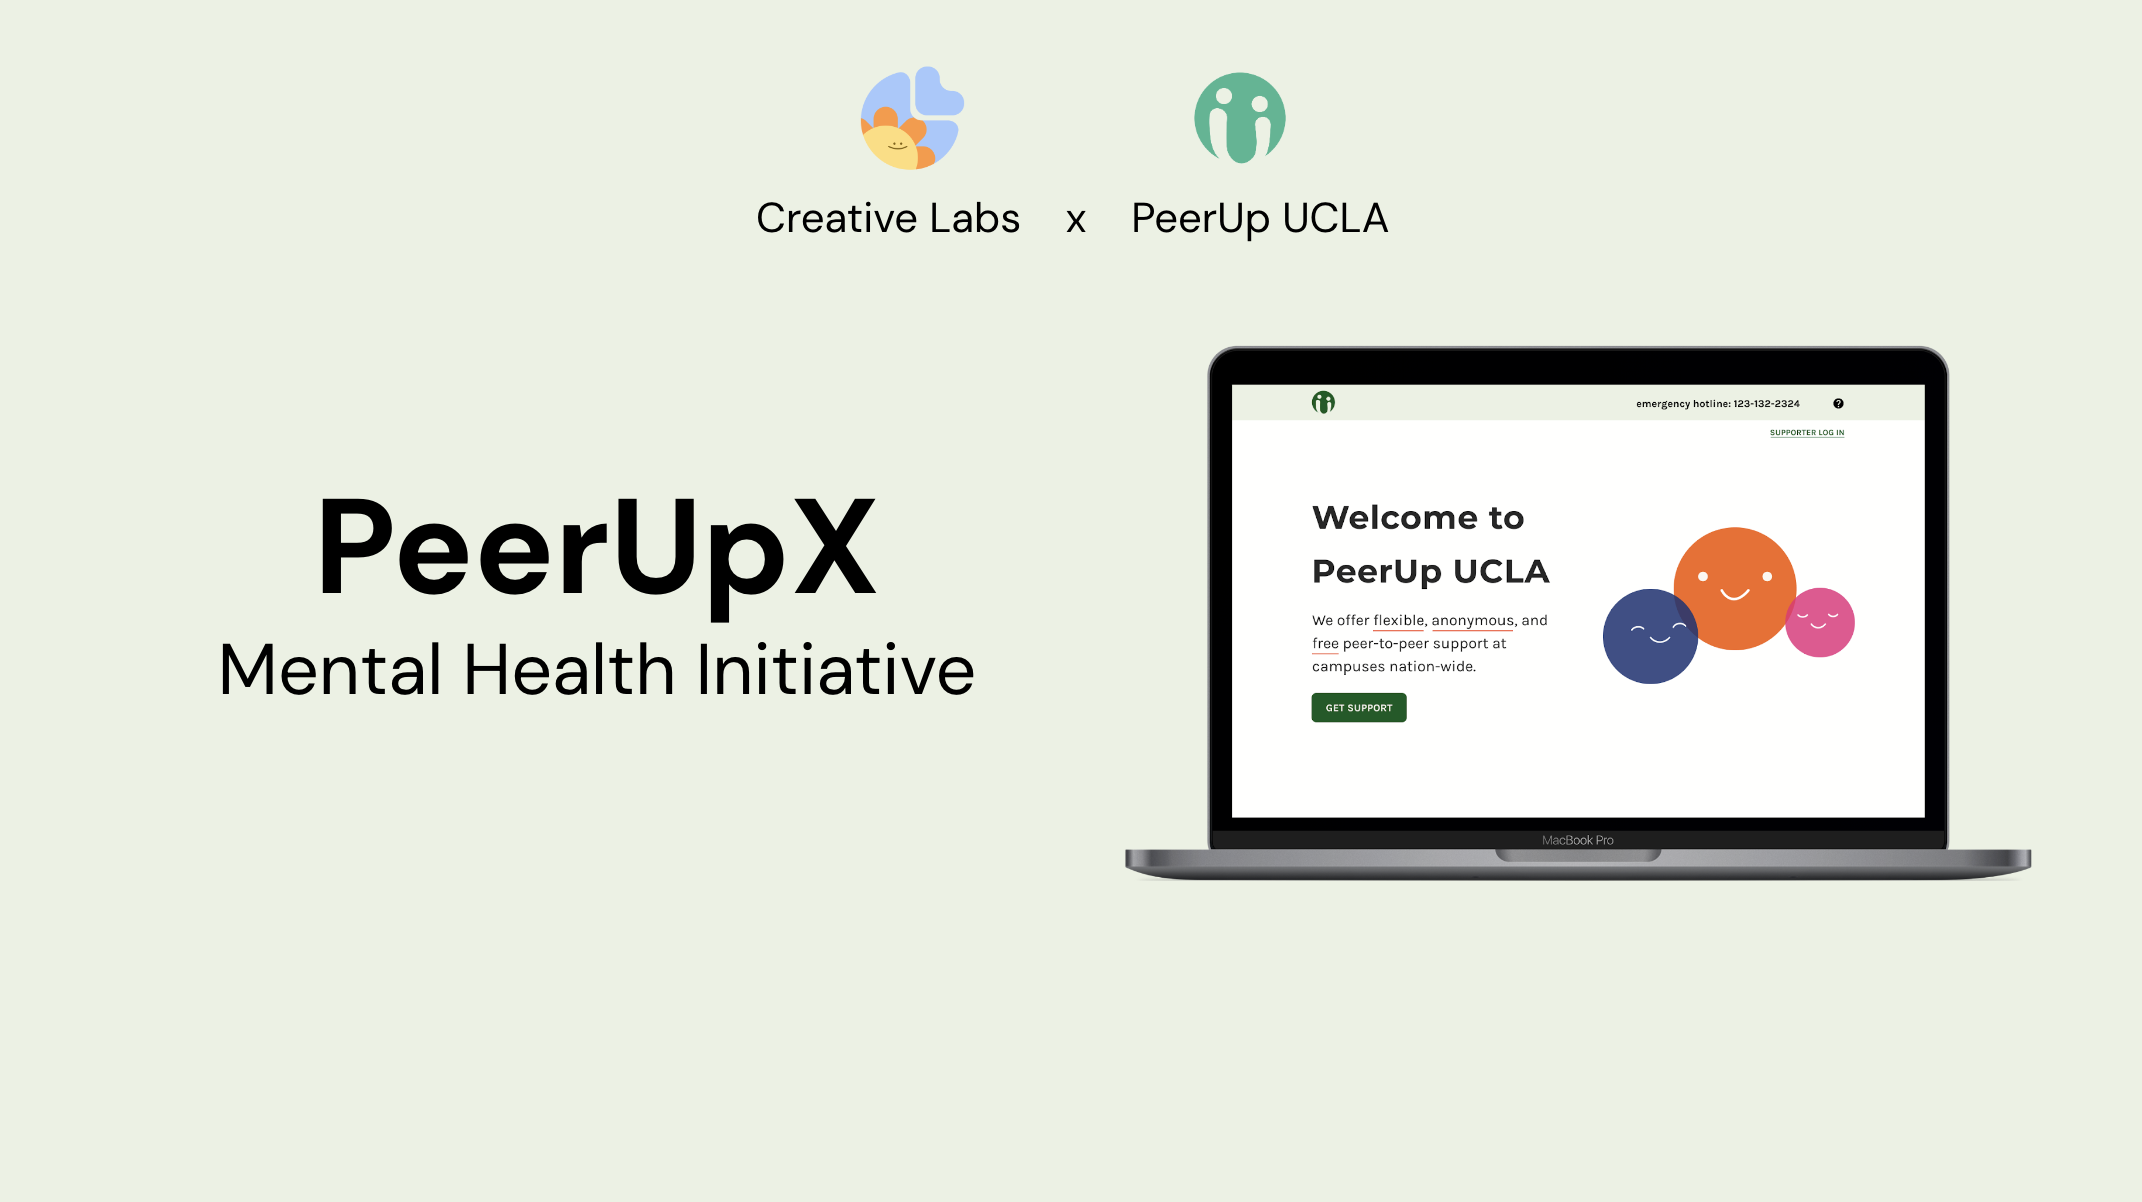 Creative Labs x PeerUp UCLA
PeerUpX
Mental Health Initiative
emergency hotline: 123-132-2324 ?
SUPPORTER LOG IN
Welcome to
PeerUp UCLA
We offer flexible, anonymous, and
free peer-to-peer support at
campuses nation-wide.
GET SUPPORT
MacBook Pro